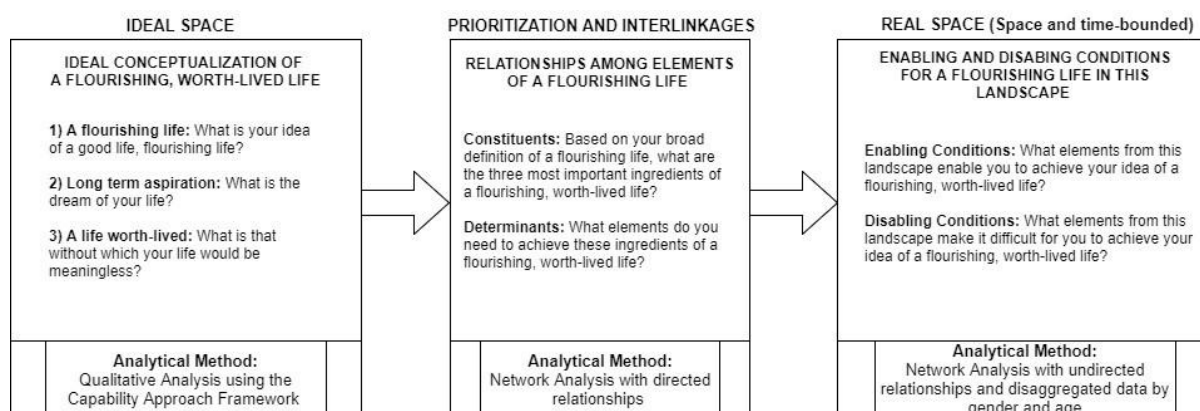 IDEAL SPACE
IDEAL CONCEPTUALIZATION OF
A FLOURISHING, WORTH-LIVED LIFE
1) A flourishing life: What is your idea
of a good life, flourishing life?
2) Long term aspiration: What is the
dream of your life?
3) A life worth-lived: What is that
without which your life would be
meaningless?
Analytical Method:
Qualitative Analysis using the
Capability Approach Framework
PRIORITIZATION AND INTERLINKAGES
RELATIONSHIPS AMONG ELEMENTS
OF A FLOURISHING LIFE
Constituents: Based on your broad
definition of a flourishing life, what are
the three most important ingredients of
a flourishing, worth-lived life?
Determinants: What elements do you
need to achieve these ingredients of a
flourishing, worth-lived life?
Analytical Method:
Network Analysis with directed
relationships
REAL SPACE (Space and time-bounded)
ENABLING AND DISABING CONDITIONS
FOR A FLOURISHING LIFE IN THIS
LANDSCAPE
Enabling Conditions: What elements from this
landscape enable you to achieve your idea of a
flourishing, worth-lived life?
Disabling Conditions: What elements from this
landscape make it difficult for you to achieve your
idea of a flourishing, worth-lived life?
Analytical Method:
Network Analysis with undirected
relationships and disaggregated data by
gender and age